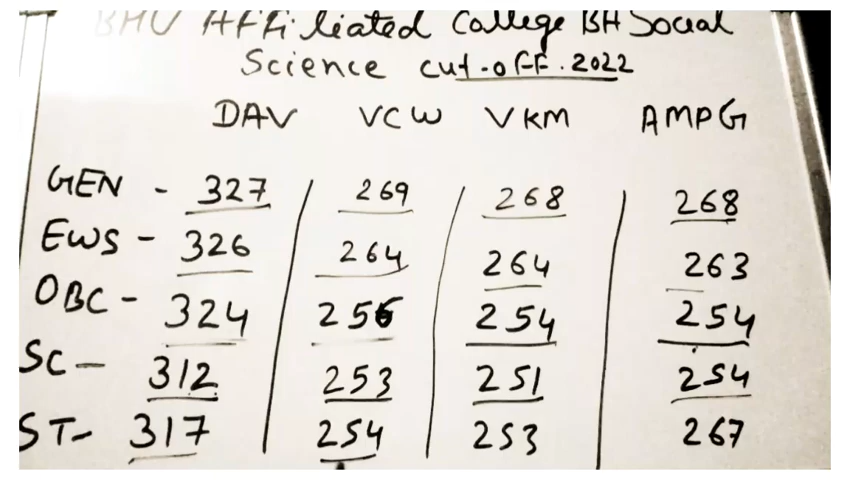 BHU Affiliated College BA Social
Science cut-off. 2022
DAV VCW VKM AMPG
GEN - 327 269 268 268
EWS - 326 264 264 263
OBC - 324 256 254 254
SC - 312 253 251 254
ST - 317 254 253 267